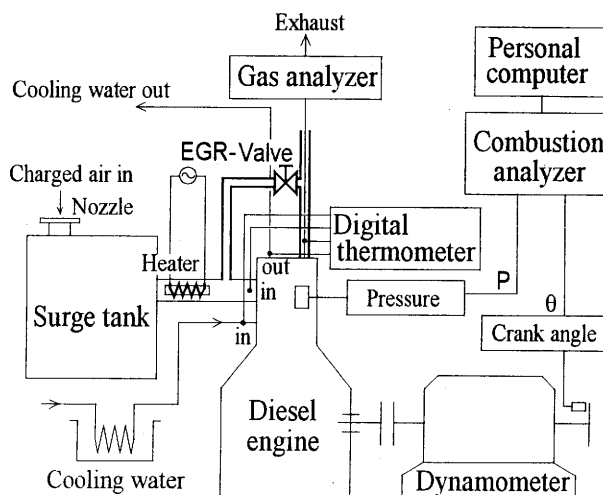 Exhaust
Gas analyzer
Personal
computer
Cooling water out
Combustion
analyzer
EGR-Valve
Charged air in
Nozzle
Digital
thermometer
Heater
out
in
Surge tank
Pressure
P
θ
in
Crank angle
Diesel
engine
Cooling water
Dynamometer